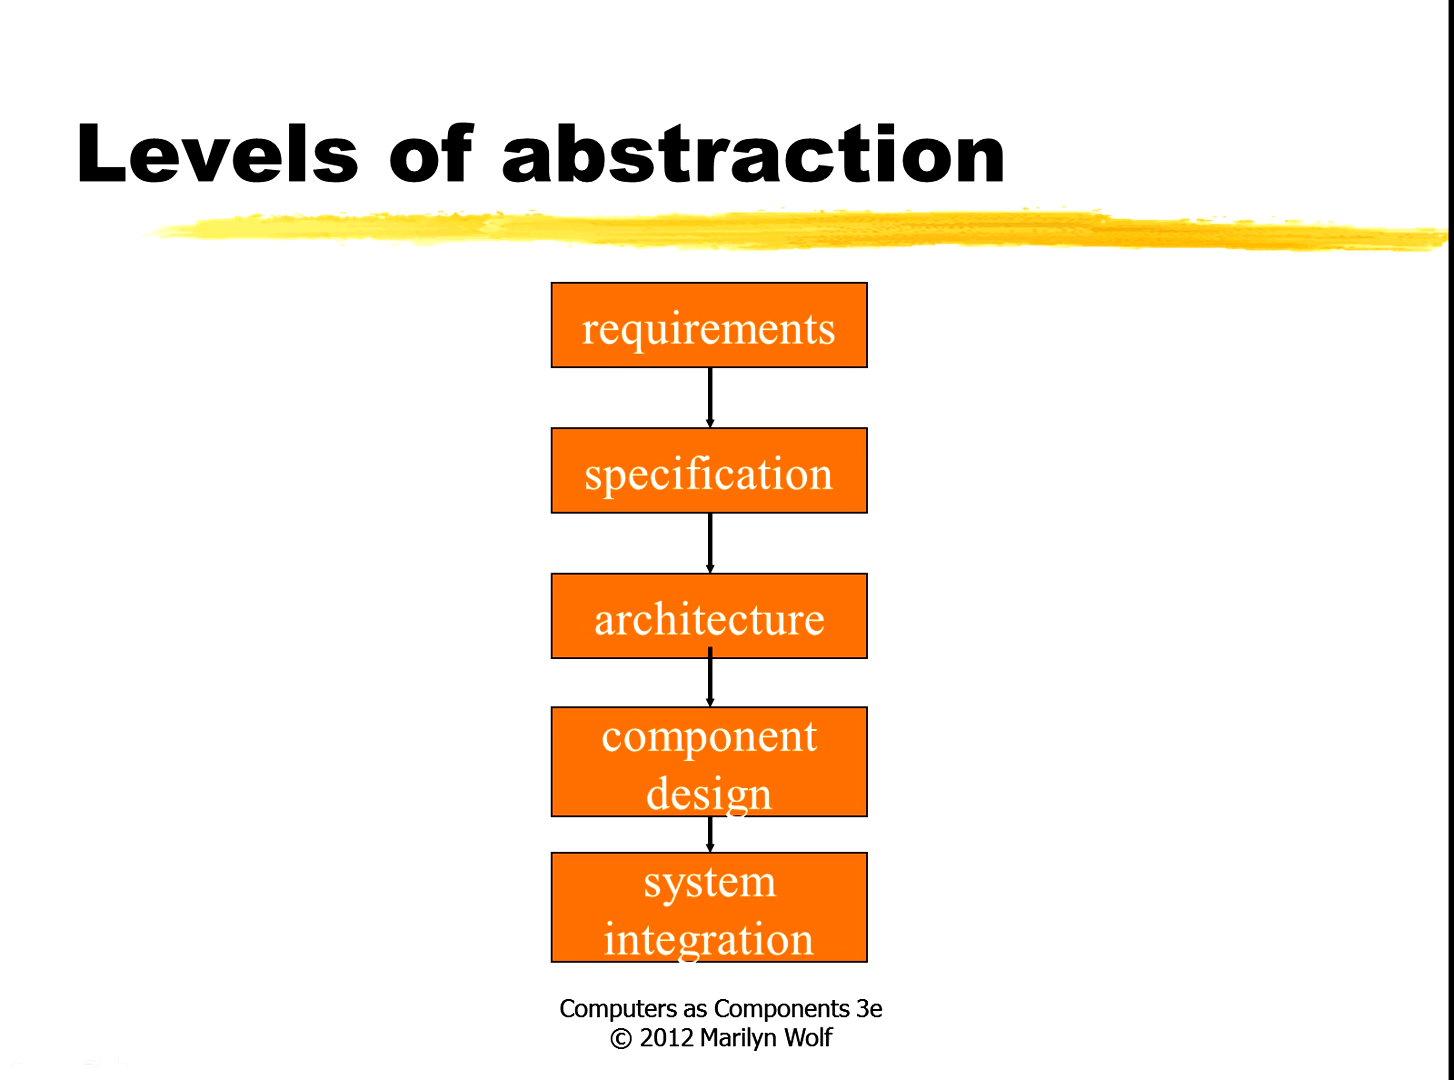 Levels of abstraction
requirements
specification
architecture
component
design
system
integration
Computers as Components 3e
© 2012 Marilyn Wolf